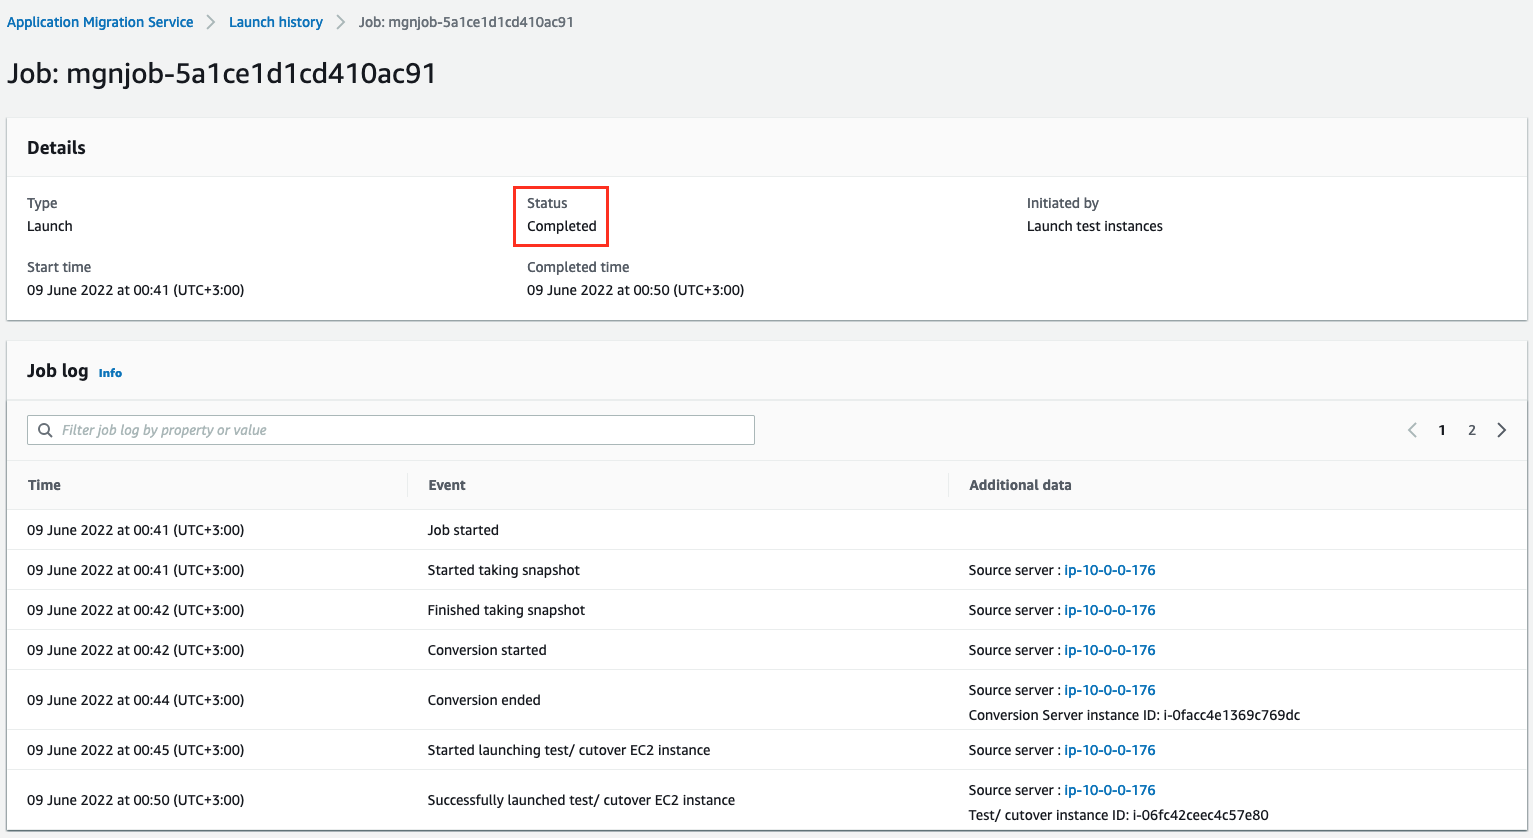 Application Migration Service > Launch history > Job: mgnjob-5a1ce1d1cd410ac91
Job: mgnjob-5a1ce1d1cd410ac91
Details
Type Status Initiated by
Launch Completed Launch test instances
Start time Completed time
09 June 2022 at 00:41 (UTC+3:00) 09 June 2022 at 00:50 (UTC+3:00)
Job log Info
Filter job log by property or value < 1 2 >
Time Event Additional data
09 June 2022 at 00:41 (UTC+3:00) Job started
09 June 2022 at 00:41 (UTC+3:00) Started taking snapshot Source server : ip-10-0-0-176
09 June 2022 at 00:42 (UTC+3:00) Finished taking snapshot Source server : ip-10-0-0-176
09 June 2022 at 00:42 (UTC+3:00) Conversion started Source server : ip-10-0-0-176
09 June 2022 at 00:44 (UTC+3:00) Conversion ended Source server : ip-10-0-0-176
Conversion Server instance ID: i-0facc4e1369c769dc
09 June 2022 at 00:45 (UTC+3:00) Started launching test/ cutover EC2 instance Source server : ip-10-0-0-176
09 June 2022 at 00:50 (UTC+3:00) Successfully launched test/ cutover EC2 instance Source server : ip-10-0-0-176
Test/ cutover instance ID: i-06fc42ceec4c57e80